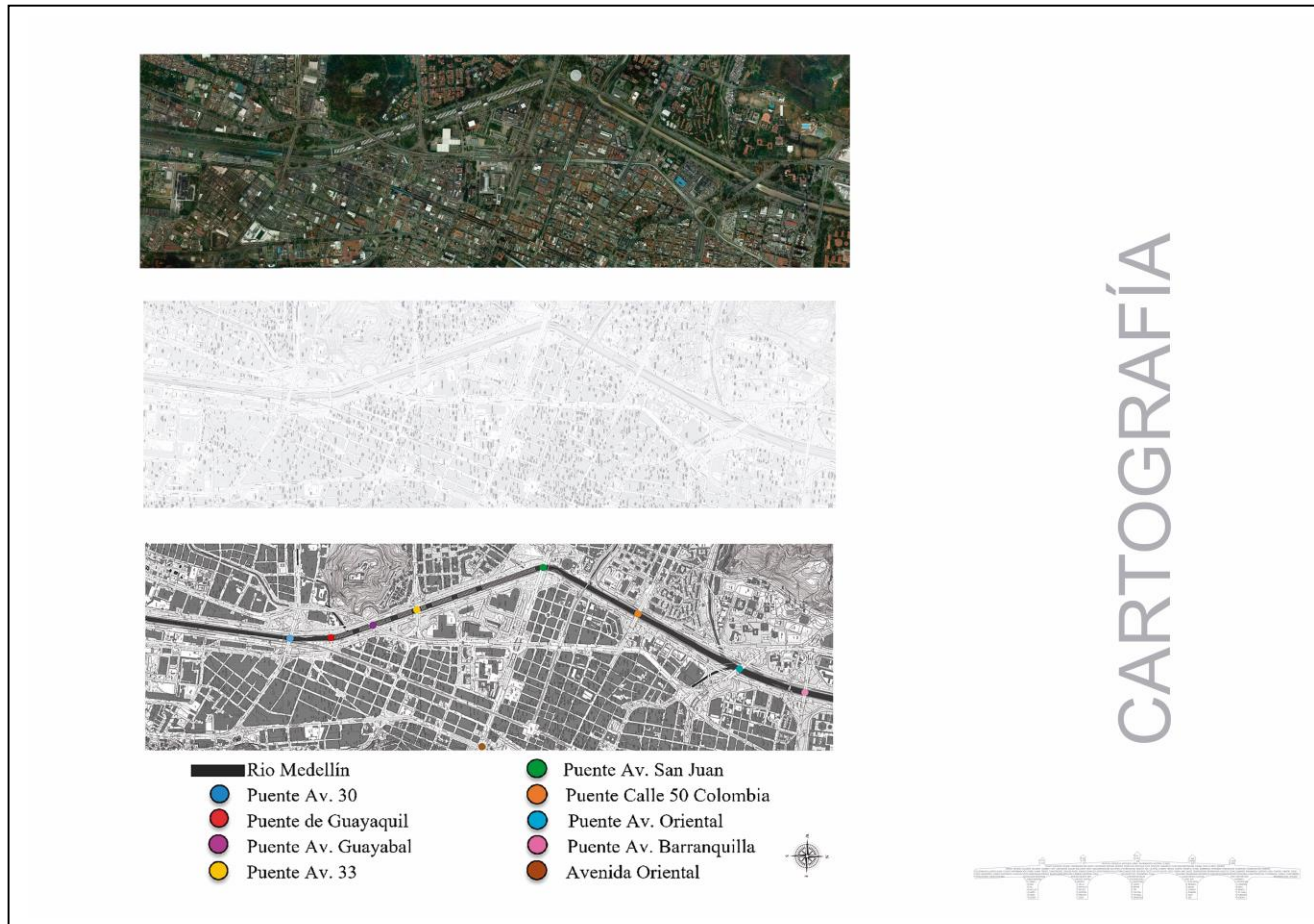 CARTOGRAFÍA
Rio Medellín
Puente Av. 30
Puente de Guayaquil
Puente Av. Guayabal
Puente Av. 33
Puente Av. San Juan
Puente Calle 50 Colombia
Puente Av. Oriental
Puente Av. Barranquilla
Avenida Oriental